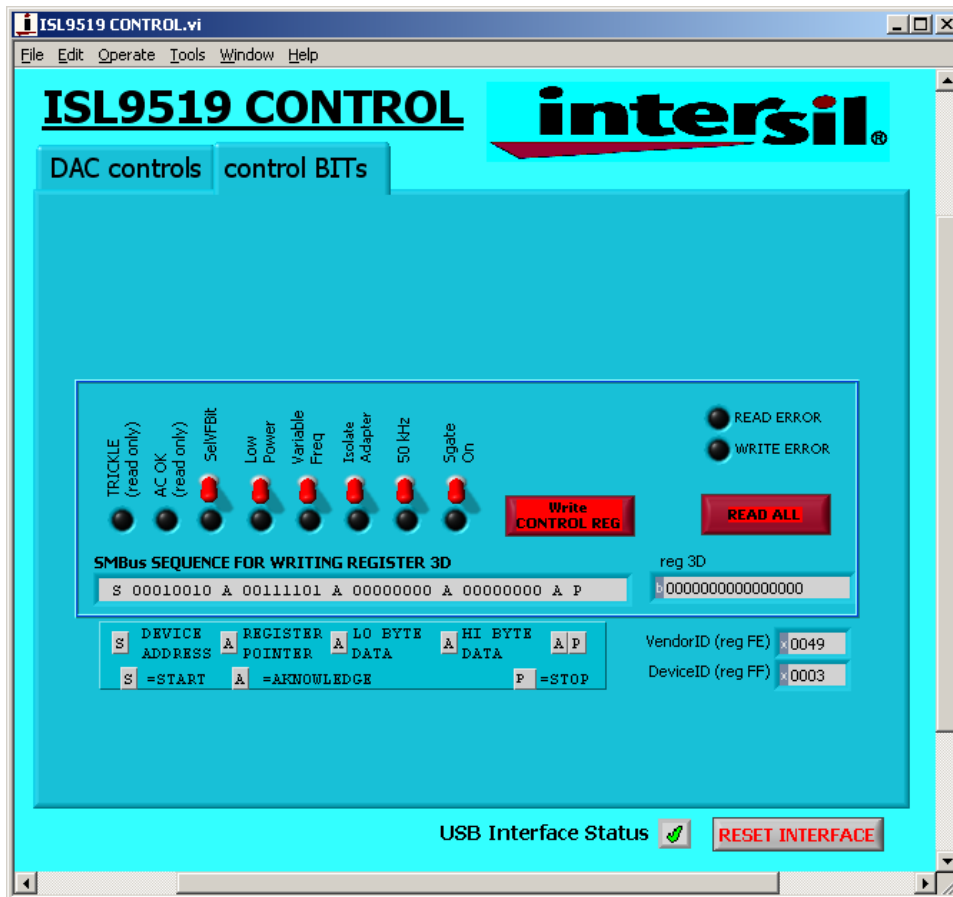 ISL9519 CONTROL.vi
File Edit Operate Tools Window Help
ISL9519 CONTROL
intersil®
DAC controls
control BITs
TRICKLE
(read only)
AC OK
(read only)
SelVFBit
Low
Power
Variable
Freq
Isolate
Adapter
50 kHz
Sgate
On
READ ERROR
WRITE ERROR
Write
CONTROL REG
READ ALL
SMBus SEQUENCE FOR WRITING REGISTER 3D
S 00010010 A 00111101 A 00000000 A 00000000 A P
reg 3D
b 0000000000000000
S DEVICE ADDRESS A REGISTER POINTER A LO BYTE DATA A HI BYTE DATA A P
S =START A =AKNOWLEDGE P =STOP
VendorID (reg FE) x 0049
DeviceID (reg FF) x 0003
USB Interface Status
RESET INTERFACE